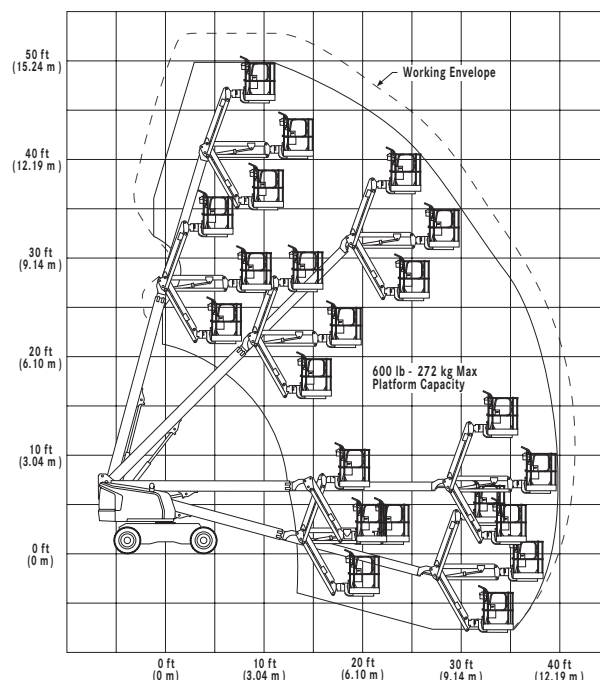 50 ft
(15.24 m )
Working Envelope
40 ft
(12.19 m )
30 ft
(9.14 m )
20 ft
(6.10 m )
600 lb - 272 kg Max
Platform Capacity
10 ft
(3.04 m )
0 ft
(0 m )
0 ft
(0 m )
10 ft
(3.04 m )
20 ft
(6.10 m )
30 ft
(9.14 m )
40 ft
(12.19 m )